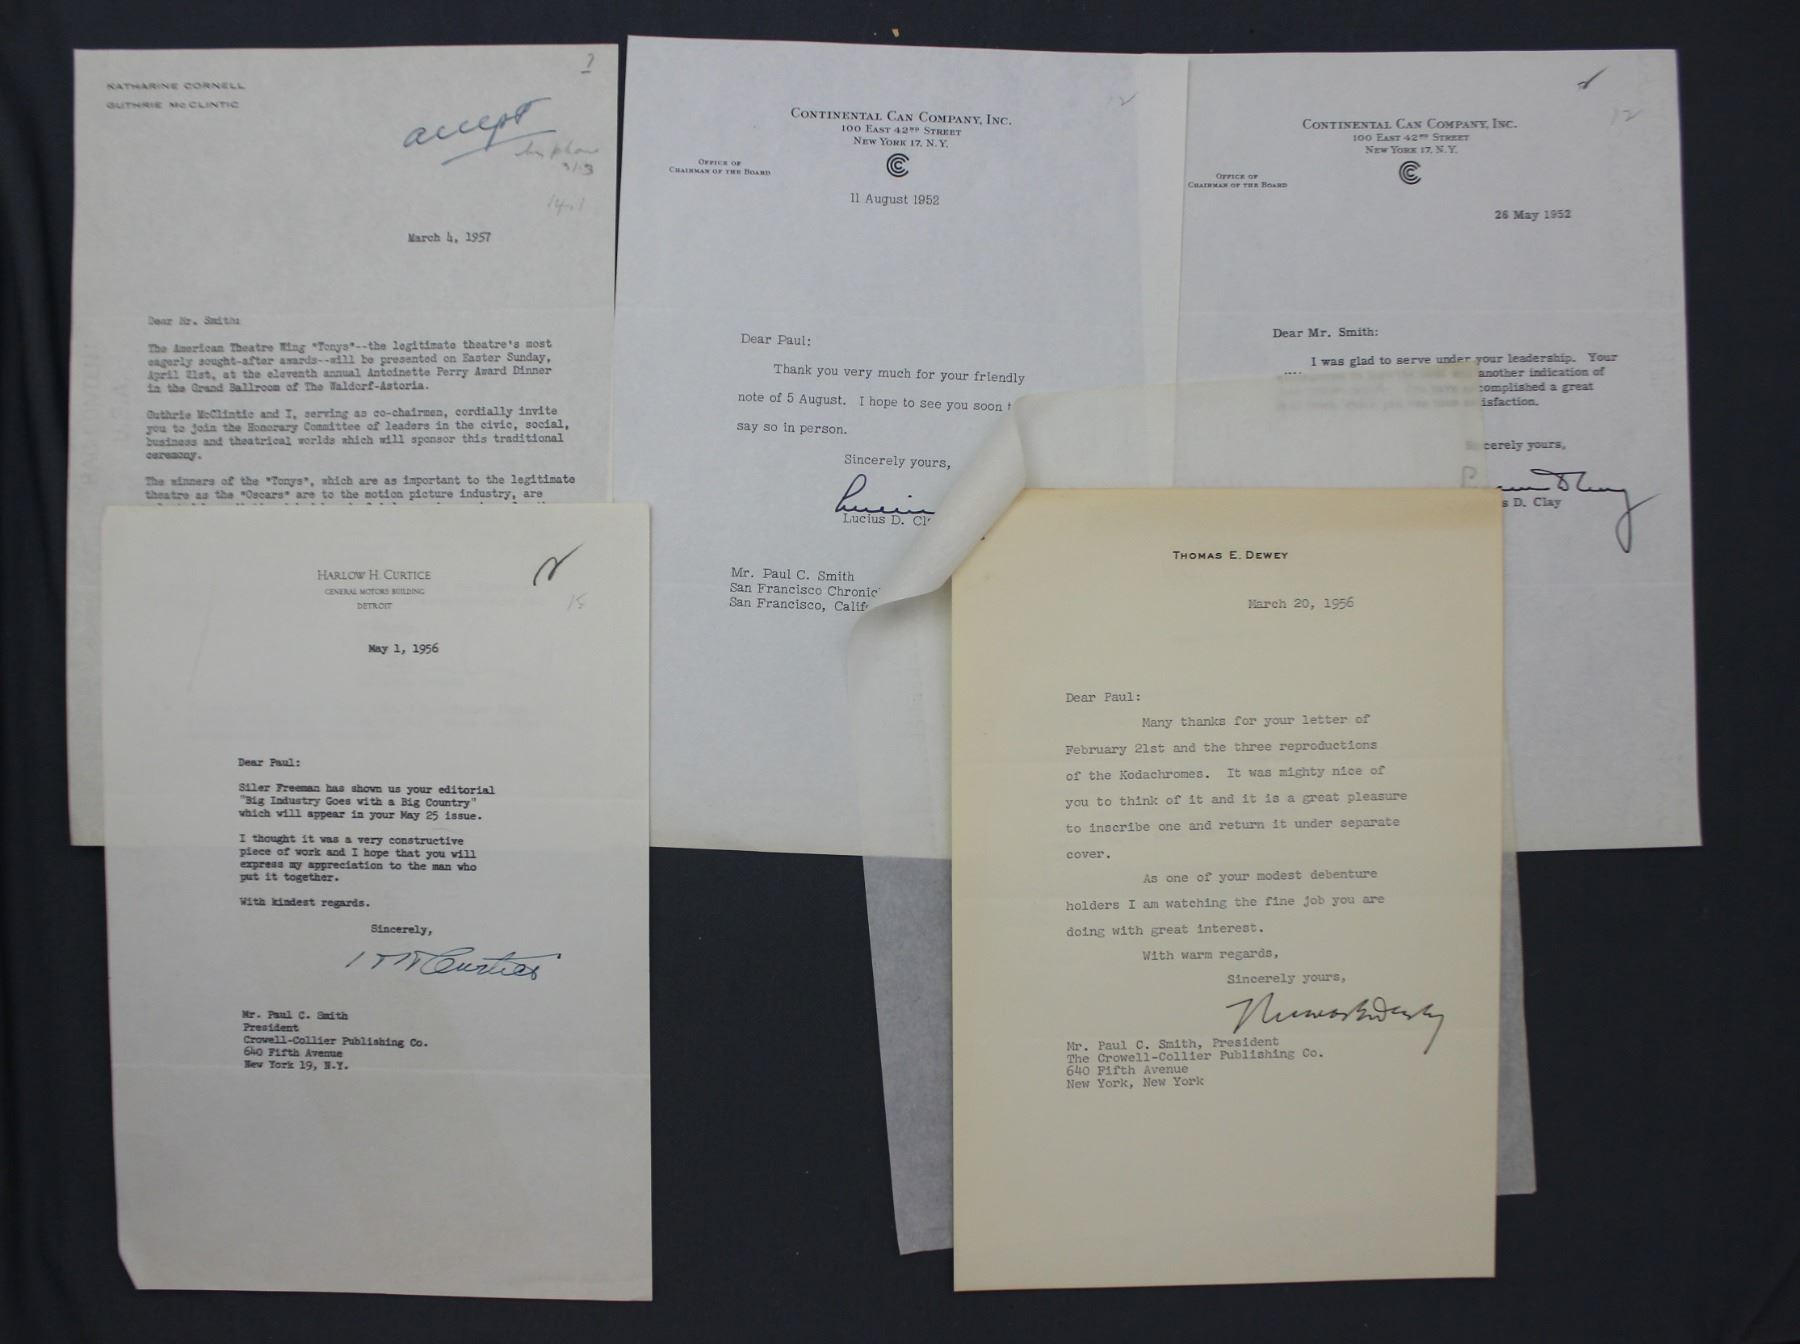 KATHARINE CORNELL
GUTHRIE McCLINTIC
?
accept
by phone
3/13
March 4, 1957
Dear Mr. Smith:
The American Theatre Wing "Tonys"--the legitimate theatre's most
eagerly sought-after awards--will be presented on Easter Sunday,
April 21st, at the eleventh annual Antoinette Perry Award Dinner
in the Grand Ballroom of The Waldorf-Astoria.
Guthrie McClintic and I, serving as co-chairmen, cordially invite
you to join the Honorary Committee of leaders in the civic, social,
business and theatrical worlds which will sponsor this traditional
ceremony.
The winners of the "Tonys", which are as important to the legitimate
theatre as the "Oscars" are to the motion picture industry, are
CONTINENTAL CAN COMPANY, INC.
100 EAST 42ND STREET
NEW YORK 17, N. Y.
OFFICE OF
CHAIRMAN OF THE BOARD
12
11 August 1952
Dear Paul:
Thank you very much for your friendly
note of 5 August. I hope to see you soon t
say so in person.
Sincerely yours,
Lucius
Lucius D. Cl
Mr. Paul C. Smith
San Francisco Chronic
San Francisco, Calif
CONTINENTAL CAN COMPANY, INC.
100 EAST 42ND STREET
NEW YORK 17, N. Y.
OFFICE OF
CHAIRMAN OF THE BOARD
12
26 May 1952
Dear Mr. Smith:
I was glad to serve under your leadership. Your
another indication of
complished a great
isfaction.
cerely yours,
Clay
s D. Clay
HARLOW H. CURTICE
GENERAL MOTORS BUILDING
DETROIT
15
May 1, 1956
Dear Paul:
Siler Freeman has shown us your editorial
"Big Industry Goes with a Big Country"
which will appear in your May 25 issue.
I thought it was a very constructive
piece of work and I hope that you will
express my appreciation to the man who
put it together.
With kindest regards.
Sincerely,
H H Curtice
Mr. Paul C. Smith
President
Crowell-Collier Publishing Co.
640 Fifth Avenue
New York 19, N.Y.
THOMAS E. DEWEY
March 20, 1956
Dear Paul:
Many thanks for your letter of
February 21st and the three reproductions
of the Kodachromes. It was mighty nice of
you to think of it and it is a great pleasure
to inscribe one and return it under separate
cover.
As one of your modest debenture
holders I am watching the fine job you are
doing with great interest.
With warm regards,
Sincerely yours,
Thomas E Dewey
Mr. Paul C. Smith, President
The Crowell-Collier Publishing Co.
640 Fifth Avenue
New York, New York